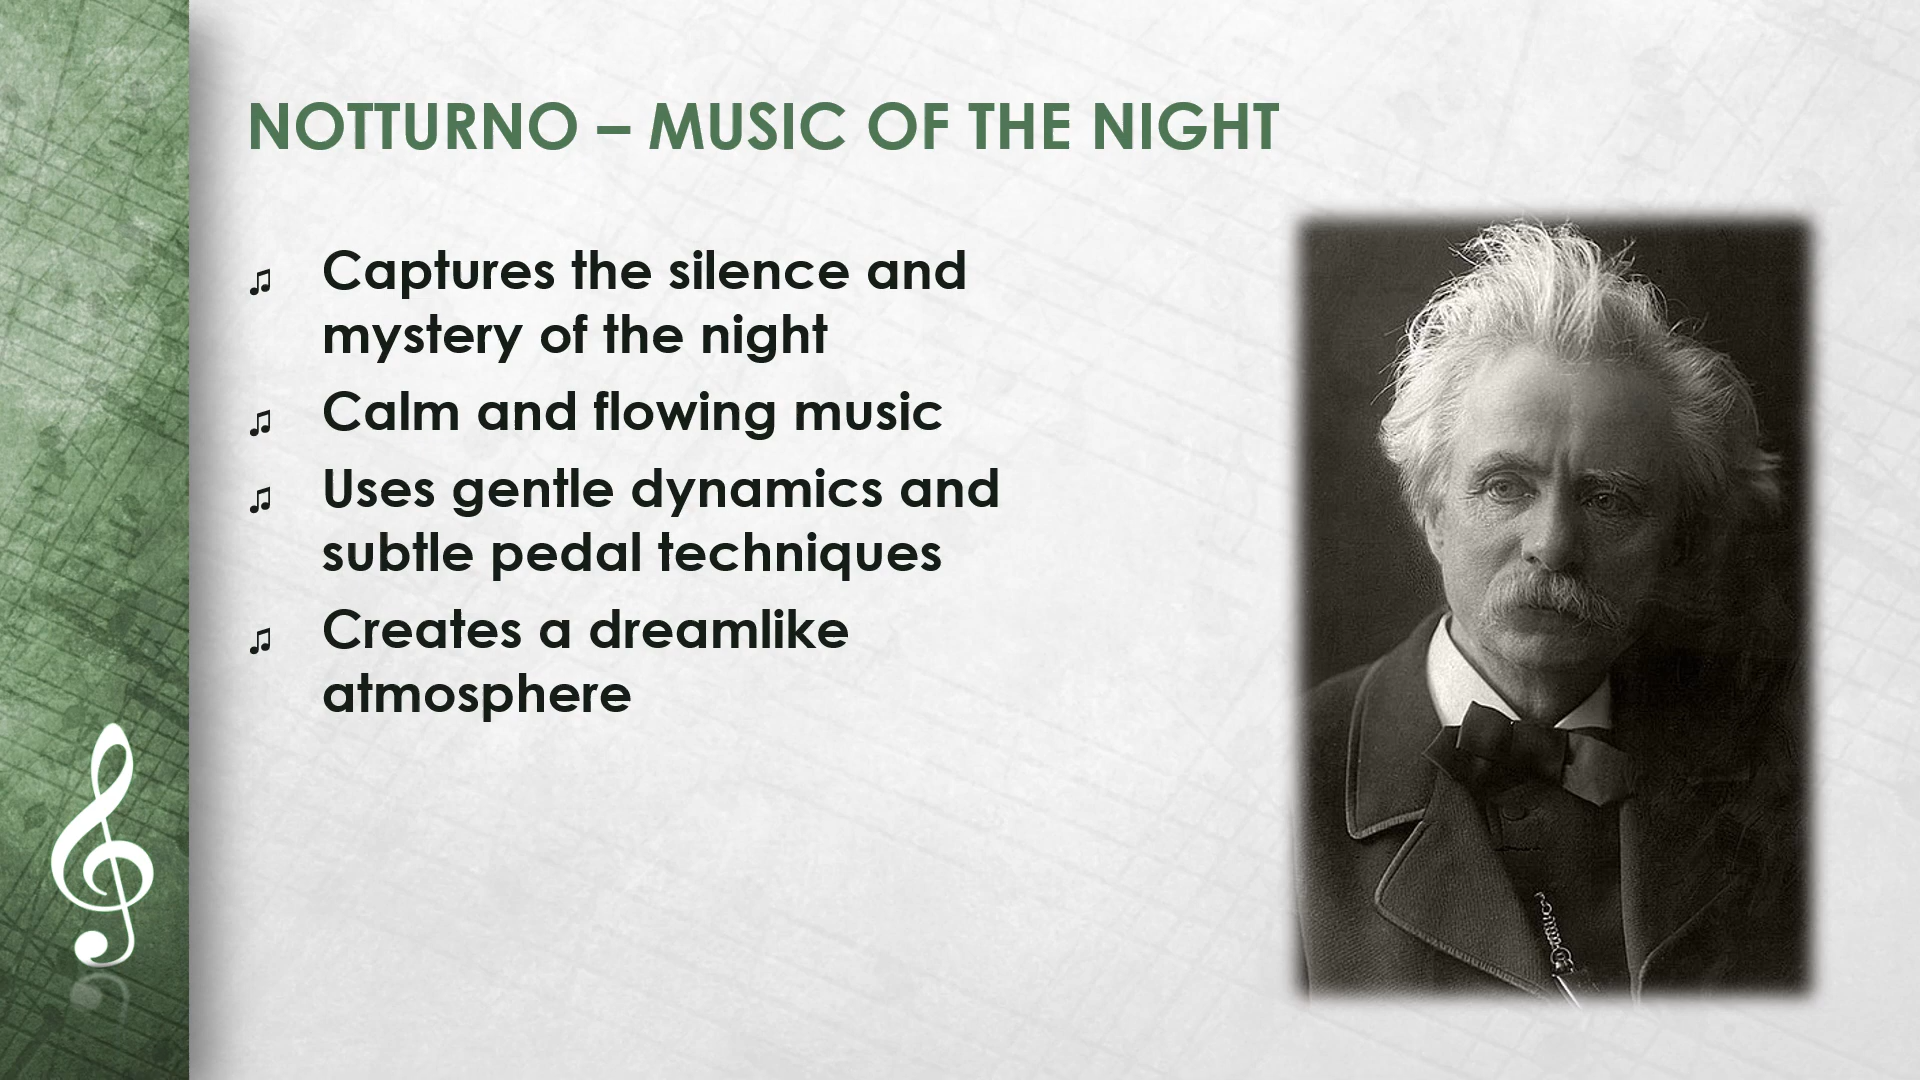 NOTTURNO – MUSIC OF THE NIGHT
♫ Captures the silence and
mystery of the night
♫ Calm and flowing music
♫ Uses gentle dynamics and
subtle pedal techniques
♫ Creates a dreamlike
atmosphere